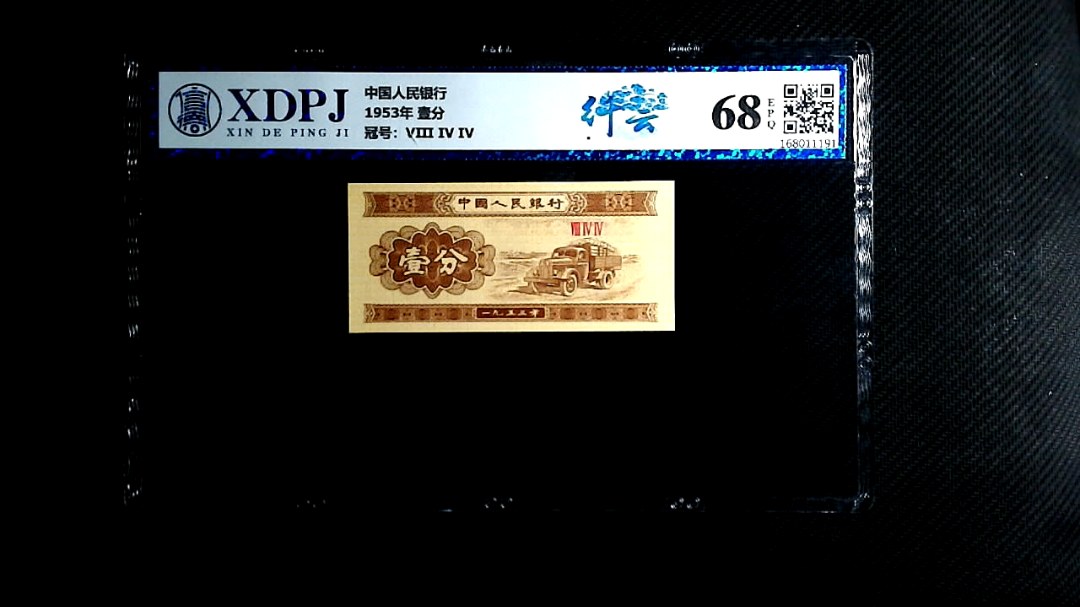 XDPJ
XIN DE PING JI
中国人民银行
1953年 壹分
冠号：VIII IV IV
祥雲
68
EPQ
168011191
中國人民銀行
VIII IV IV
壹分
一九五三年